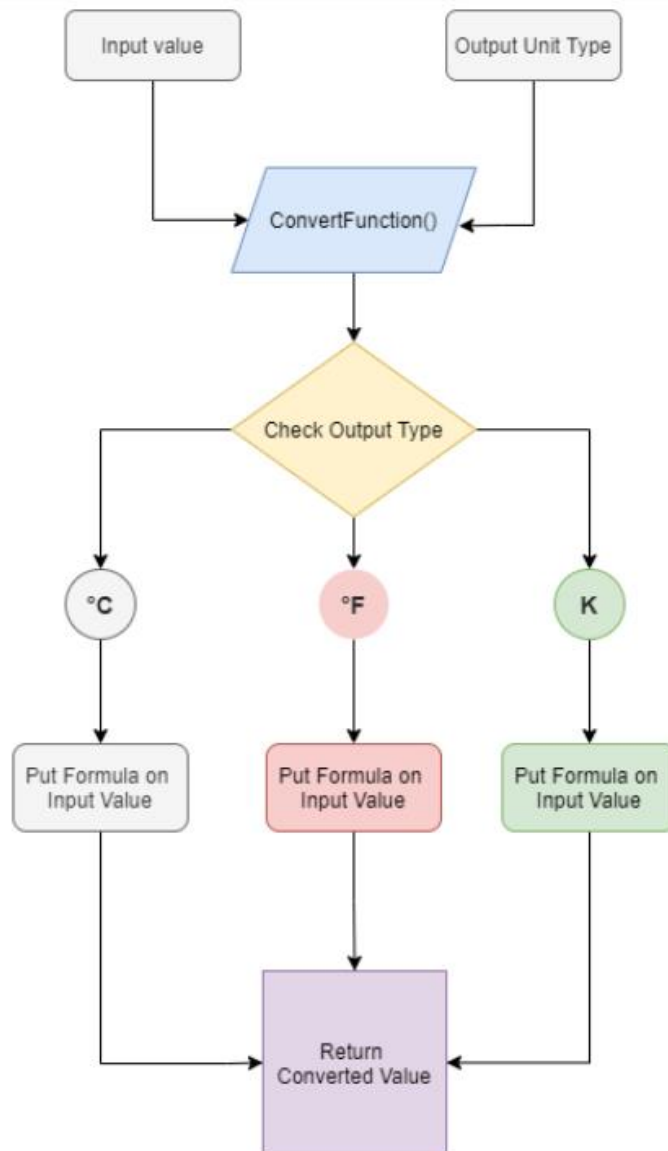 Input value
Output Unit Type
ConvertFunction()
Check Output Type
°C
°F
K
Put Formula on
Input Value
Put Formula on
Input Value
Put Formula on
Input Value
Return
Converted Value